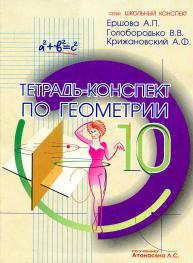 серия ШКОЛЬНЫЙ КОНСПЕКТ
Ершова А.П.
Голобородько В.В.
Крижановский А.Ф.
a²+b²=c²
ТЕТРАДЬ-КОНСПЕКТ
ПО ГЕОМЕТРИИ
10
по учебнику
Атанасяна Л.С.